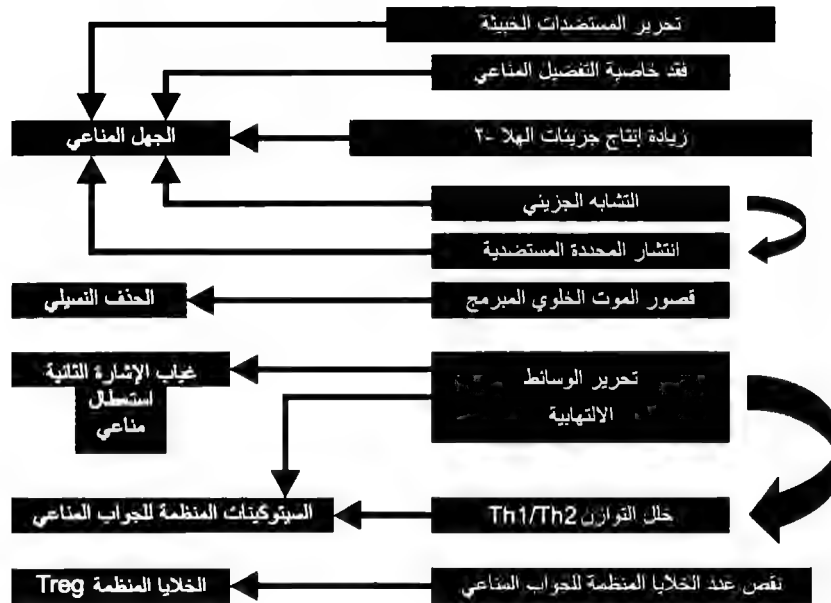 تحرير المستضدات الخبيئة
فقد خاصية التفضيل المناعي
الجهل المناعي
زيادة إنتاج جزيئات الهلا -٢
التشابه الجزيئي
انتشار المحددة المستضدية
قصور الموت الخلوي المبرمج
الحذف النسيلي
تحرير الوسائط
الالتهابية
غياب الإشارة الثانية
استعطال
مناعي
خلل التوازن Th1/Th2
السيتوكينات المنظمة للجواب المناعي
نقص عدد الخلايا المنظمة للجواب المناعي
الخلايا المنظمة Treg